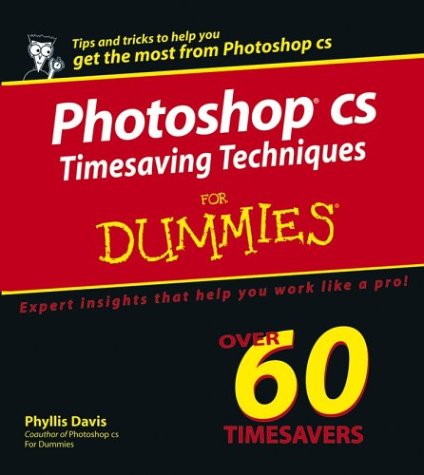 Tips and tricks to help you
get the most from Photoshop cs
Photoshop® cs
Timesaving Techniques
FOR
DUMMIES®
Expert insights that help you work like a pro!
OVER
60
TIMESAVERS
Phyllis Davis
Coauthor of Photoshop cs
For Dummies